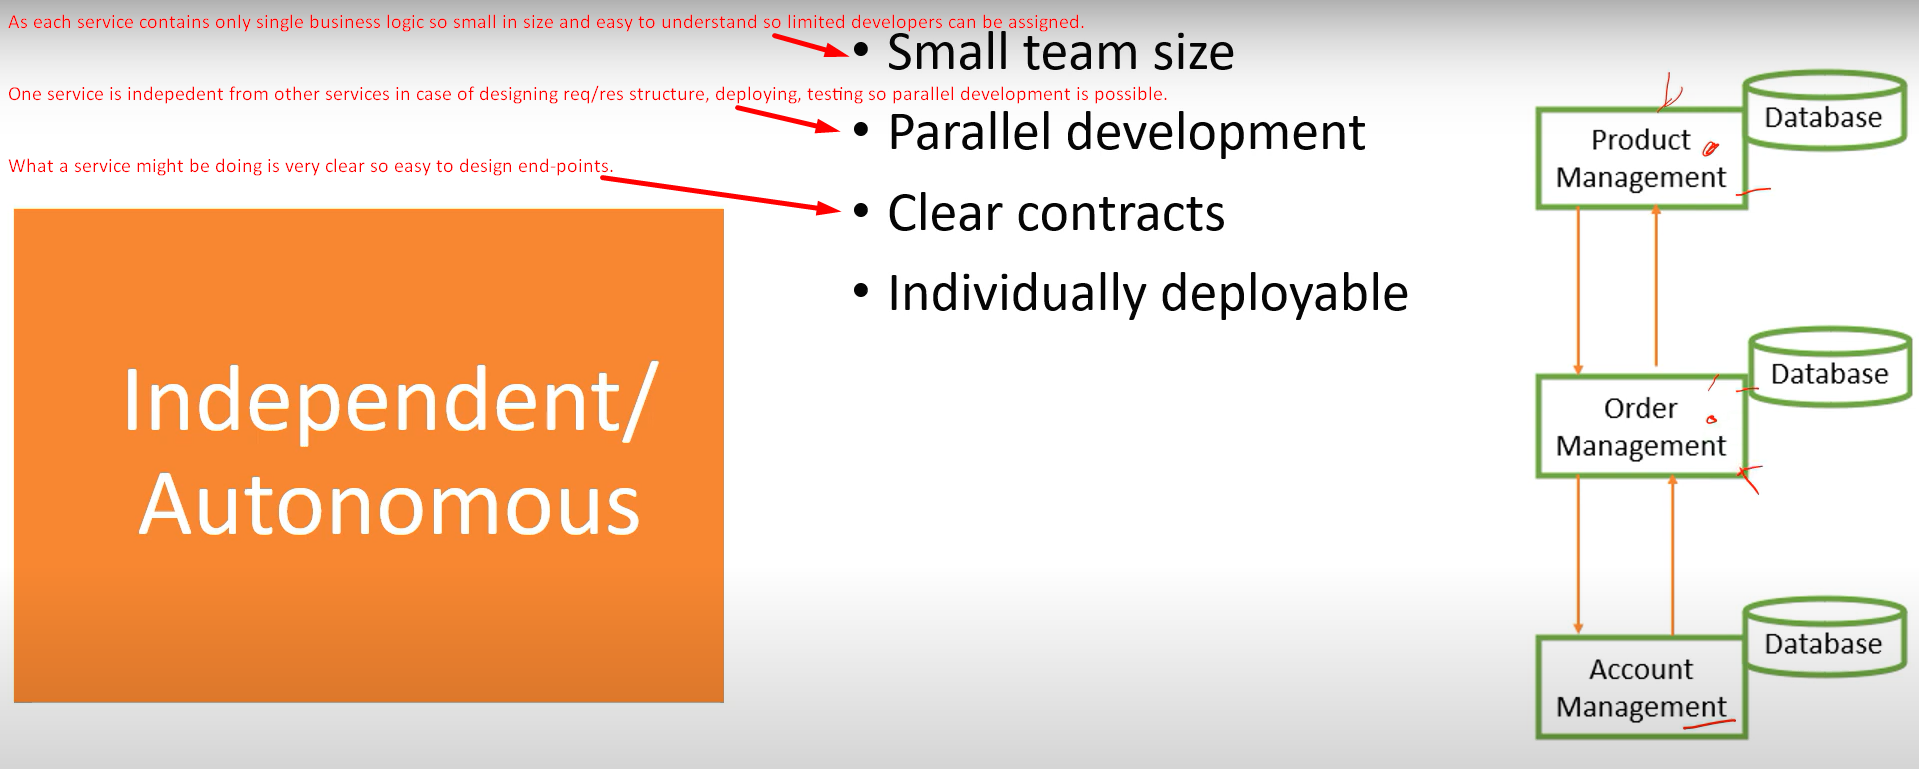 As each service contains only single business logic so small in size and easy to understand so limited developers can be assigned.
• Small team size
One service is indepedent from other services in case of designing req/res structure, deploying, testing so parallel development is possible.
• Parallel development
What a service might be doing is very clear so easy to design end-points.
• Clear contracts
• Individually deployable
Independent/
Autonomous
Product
Management
Database
Order
Management
Database
Account
Management
Database